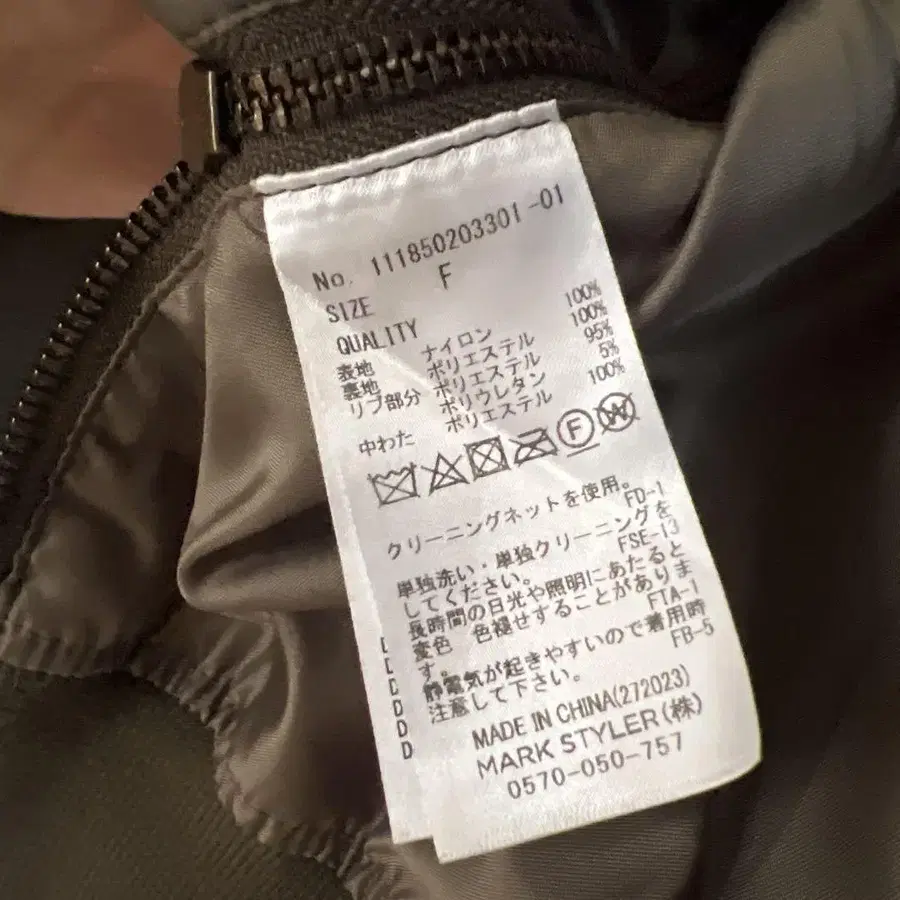 No. 111850203301-01
SIZE F
QUALITY
表地 ナイロン 100%
裏地 ポリエステル 100%
リブ部分 ポリエステル 95%
ポリウレタン 5%
中わた ポリエステル 100%
F W
クリーニングネットを使用。
FD-1
単独洗い・単独クリーニングを
してください。 FSE-13
長時間の日光や照明にあたると
変色 色褪せすることがありま
す。 FTA-1
静電気が起きやすいので着用時
注意して下さい。 FB-5
MADE IN CHINA(272023)
MARK STYLER(株)
0570-050-757